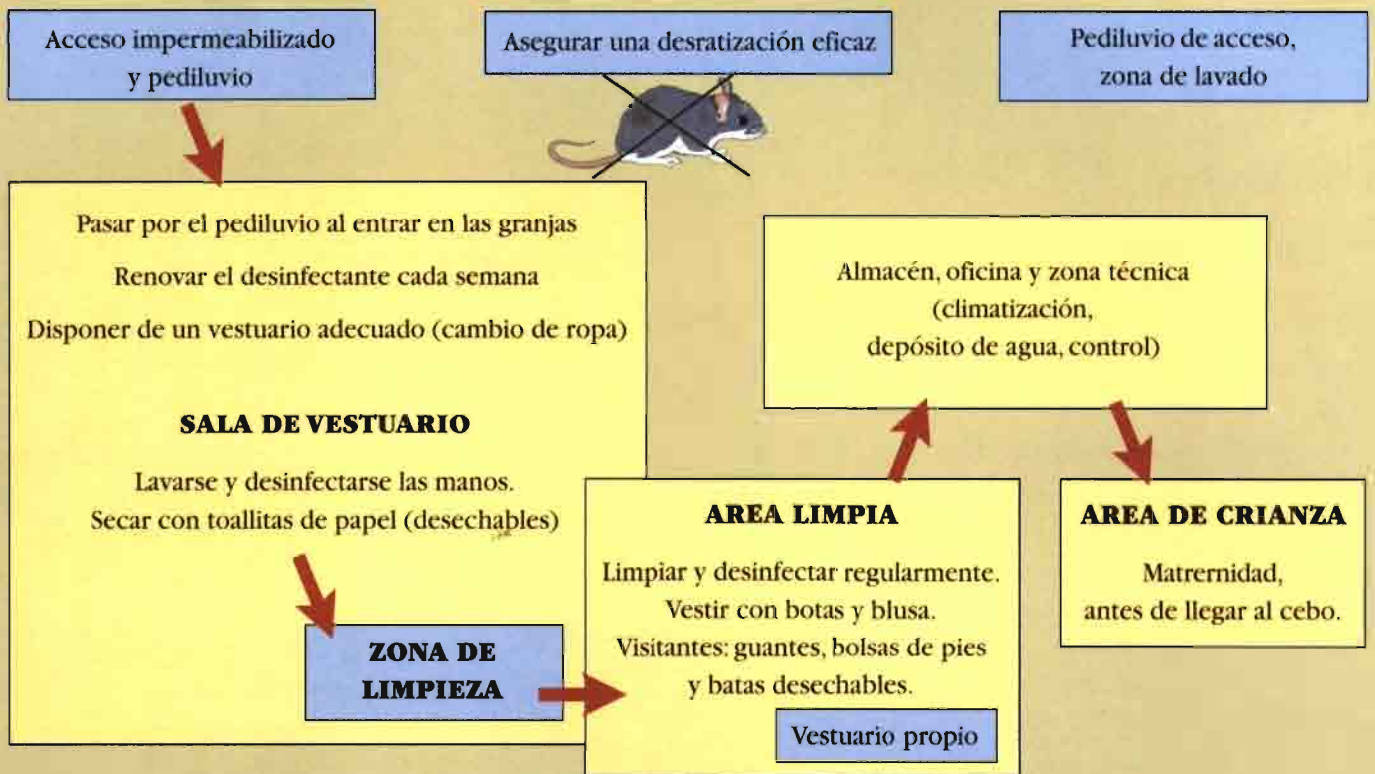 Acceso impermeabilizado
y pediluvio
Asegurar una desratización eficaz
Pediluvio de acceso,
zona de lavado
Pasar por el pediluvio al entrar en las granjas
Renovar el desinfectante cada semana
Disponer de un vestuario adecuado (cambio de ropa)
SALA DE VESTUARIO
Lavarse y desinfectarse las manos.
Secar con toallitas de papel (desechables)
ZONA DE
LIMPIEZA
AREA LIMPIA
Limpiar y desinfectar regularmente.
Vestir con botas y blusa.
Visitantes: guantes, bolsas de pies
y batas desechables.
Vestuario propio
Almacén, oficina y zona técnica
(climatización,
depósito de agua, control)
AREA DE CRIANZA
Matrernidad,
antes de llegar al cebo.